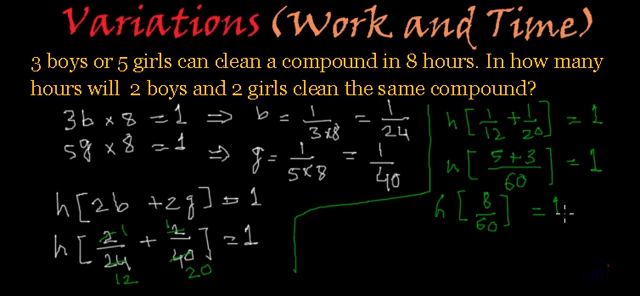 Variations (Work and Time)
3 boys or 5 girls can clean a compound in 8 hours. In how many
hours will 2 boys and 2 girls clean the same compound?
3b × 8 = 1 ⇒ b = 1/(3×8) = 1/24
5g × 8 = 1 ⇒ g = 1/(5×8) = 1/40
h[2b + 2g] = 1
h[2/24 + 2/40] = 1
1 1
12 20
h[1/12 + 1/20] = 1
h[(5+3)/60] = 1
h[8/60] = 1